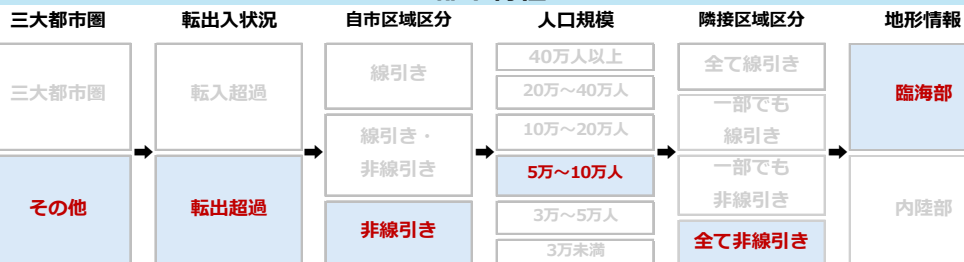 三大都市圏
転出入状況
自市区域区分
人口規模
隣接区域区分
地形情報
三大都市圏
その他
転入超過
転出超過
線引き
線引き・
非線引き
非線引き
40万人以上
20万～40万人
10万～20万人
5万～10万人
3万～5万人
3万未満
全て線引き
一部でも
線引き
一部でも
非線引き
全て非線引き
臨海部
内陸部